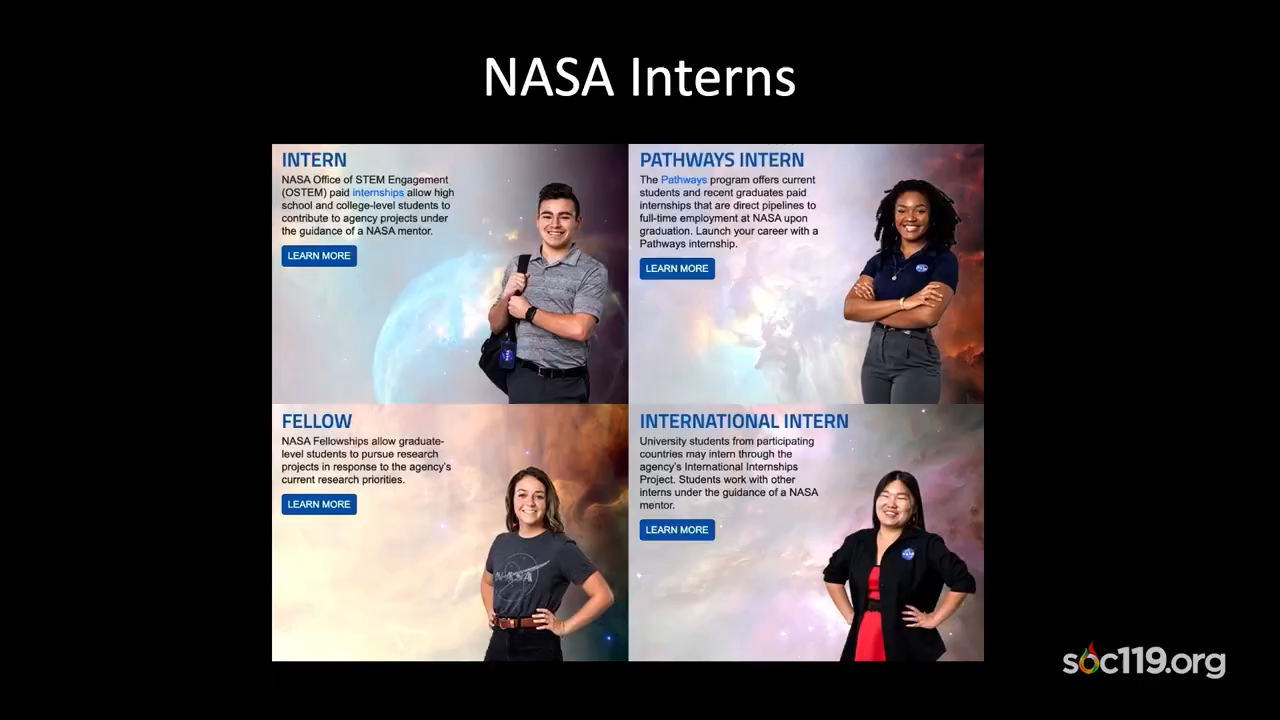 NASA Interns
INTERN
NASA Office of STEM Engagement
(OSTEM) paid internships allow high
school and college-level students to
contribute to agency projects under
the guidance of a NASA mentor.
LEARN MORE
PATHWAYS INTERN
The Pathways program offers current
students and recent graduates paid
internships that are direct pipelines to
full-time employment at NASA upon
graduation. Launch your career with a
Pathways internship.
LEARN MORE
FELLOW
NASA Fellowships allow graduate-
level students to pursue research
projects in response to the agency's
current research priorities.
LEARN MORE
NASA
INTERNATIONAL INTERN
University students from participating
countries may intern through the
agency's International Internships
Project. Students work with other
interns under the guidance of a NASA
mentor.
LEARN MORE
soc119.org